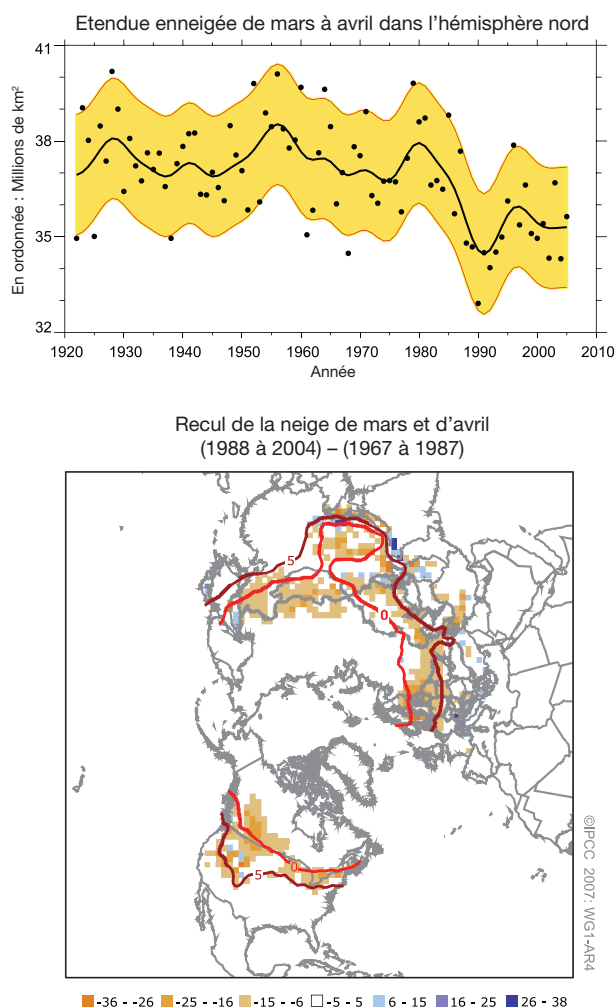 Etendue enneigée de mars à avril dans l'hémisphère nord
En ordonnée : Millions de km²
41
38
35
32
1920 1930 1940 1950 1960 1970 1980 1990 2000 2010
Année
Recul de la neige de mars et d'avril
(1988 à 2004) – (1967 à 1987)
5
0
0
5
©IPCC 2007: WG1-AR4
-36 - -26 -25 - -16 -15 - -6 -5 - 5 6 - 15 16 - 25 26 - 38